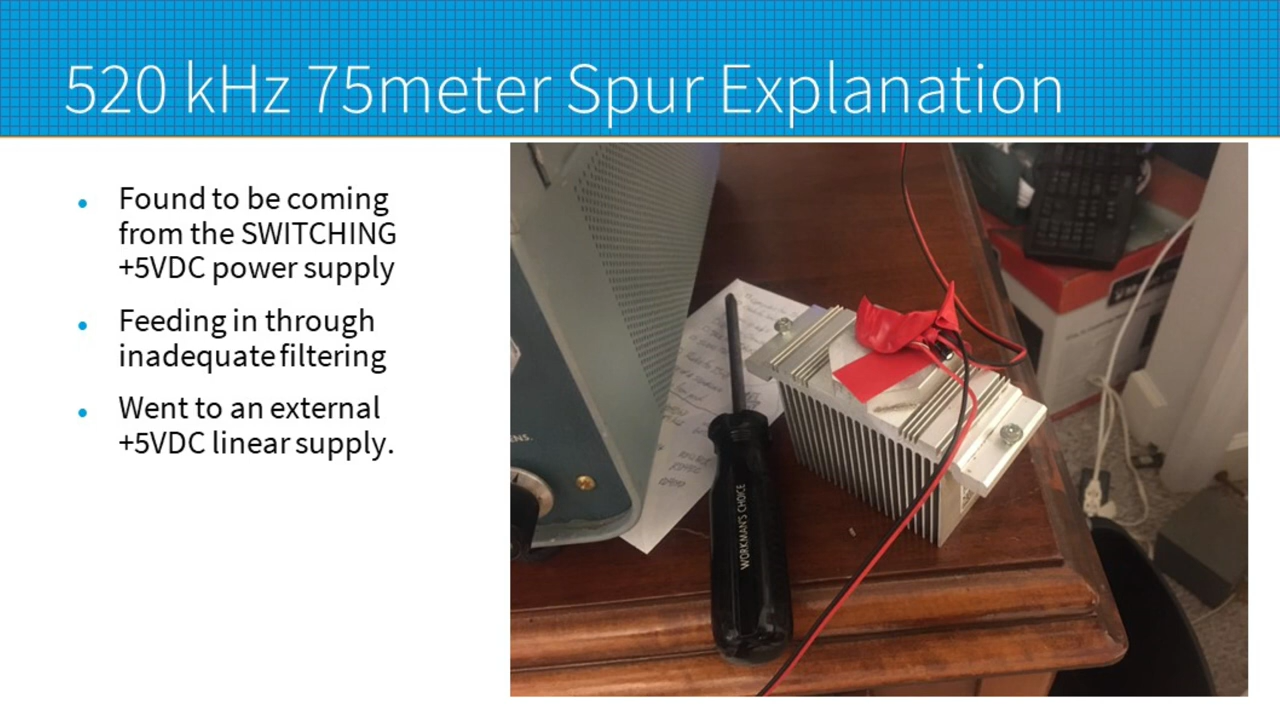 520 kHz 75meter Spur Explanation
Found to be coming
from the SWITCHING
+5VDC power supply
Feeding in through
inadequate filtering
Went to an external
+5VDC linear supply.
WORKMAN'S CHOICE